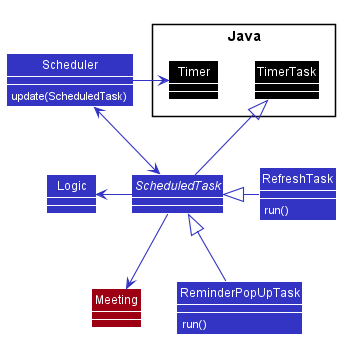 Java
Scheduler
update(ScheduledTask)
Timer
TimerTask
Logic
ScheduledTask
RefreshTask
run()
Meeting
ReminderPopUpTask
run()